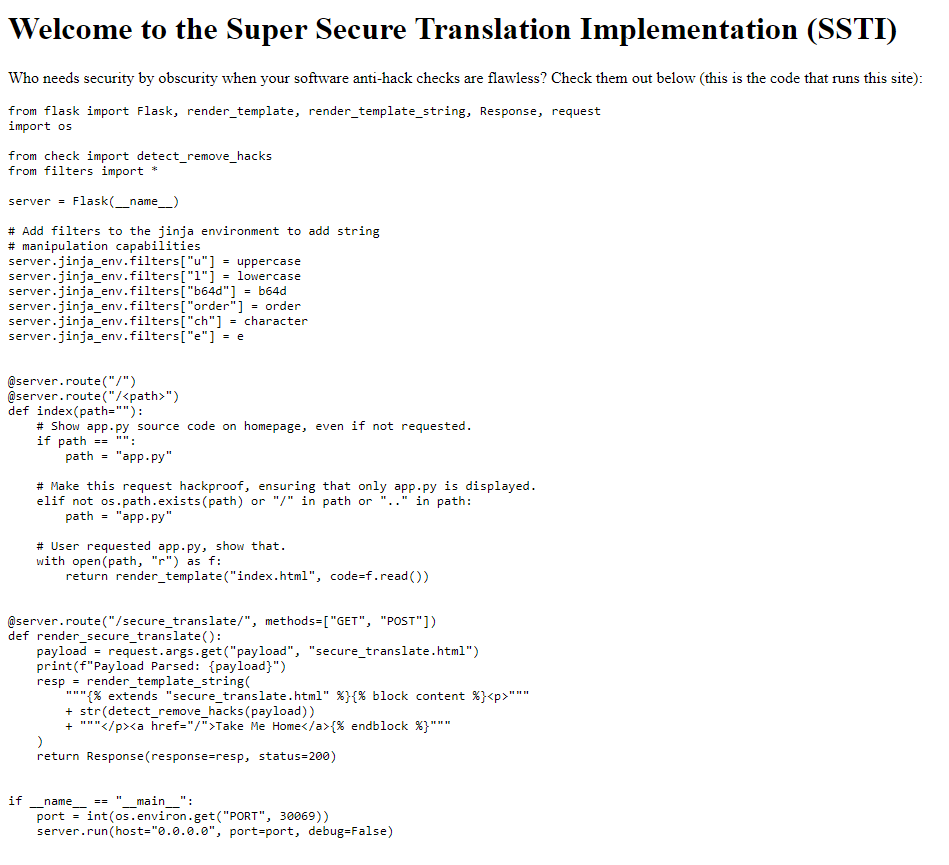 Welcome to the Super Secure Translation Implementation (SSTI)
Who needs security by obscurity when your software anti-hack checks are flawless? Check them out below (this is the code that runs this site):
from flask import Flask, render_template, render_template_string, Response, request
import os

from check import detect_remove_hacks
from filters import *

server = Flask(__name__)

# Add filters to the jinja environment to add string
# manipulation capabilities
server.jinja_env.filters["u"] = uppercase
server.jinja_env.filters["l"] = lowercase
server.jinja_env.filters["b64d"] = b64d
server.jinja_env.filters["order"] = order
server.jinja_env.filters["ch"] = character
server.jinja_env.filters["e"] = e


@server.route("/")
@server.route("/<path>")
def index(path=""):
    # Show app.py source code on homepage, even if not requested.
    if path == "":
        path = "app.py"

    # Make this request hackproof, ensuring that only app.py is displayed.
    elif not os.path.exists(path) or "/" in path or ".." in path:
        path = "app.py"

    # User requested app.py, show that.
    with open(path, "r") as f:
        return render_template("index.html", code=f.read())


@server.route("/secure_translate/", methods=["GET", "POST"])
def render_secure_translate():
    payload = request.args.get("payload", "secure_translate.html")
    print(f"Payload Parsed: {payload}")
    resp = render_template_string(
        """{% extends "secure_translate.html" %}{% block content %}<p>"""
        + str(detect_remove_hacks(payload))
        + """</p><a href="/">Take Me Home</a>{% endblock %}"""
    )
    return Response(response=resp, status=200)


if __name__ == "__main__":
    port = int(os.environ.get("PORT", 30069))
    server.run(host="0.0.0.0", port=port, debug=False)